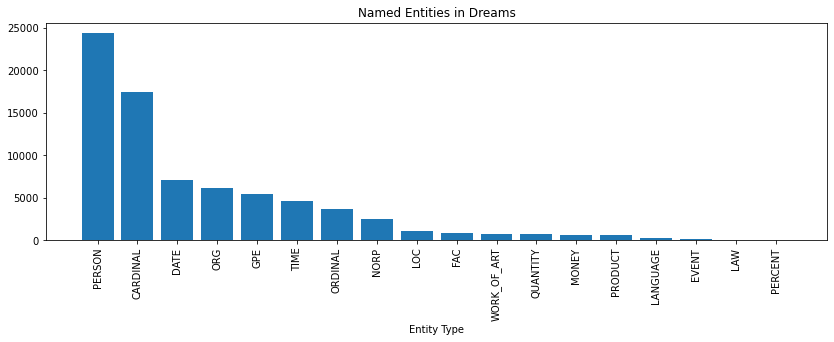 Named Entities in Dreams
25000
20000
15000
10000
5000
0
PERSON
CARDINAL
DATE
ORG
GPE
TIME
ORDINAL
NORP
LOC
FAC
WORK_OF_ART
QUANTITY
MONEY
PRODUCT
LANGUAGE
EVENT
LAW
PERCENT
Entity Type